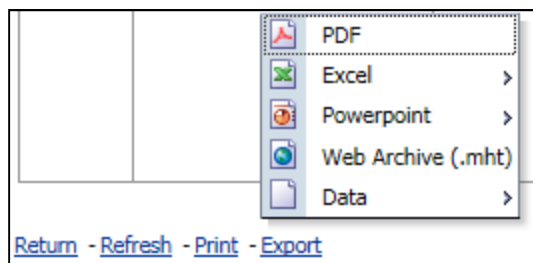 PDF
Excel
Powerpoint
Web Archive (.mht)
Data
Return - Refresh - Print - Export